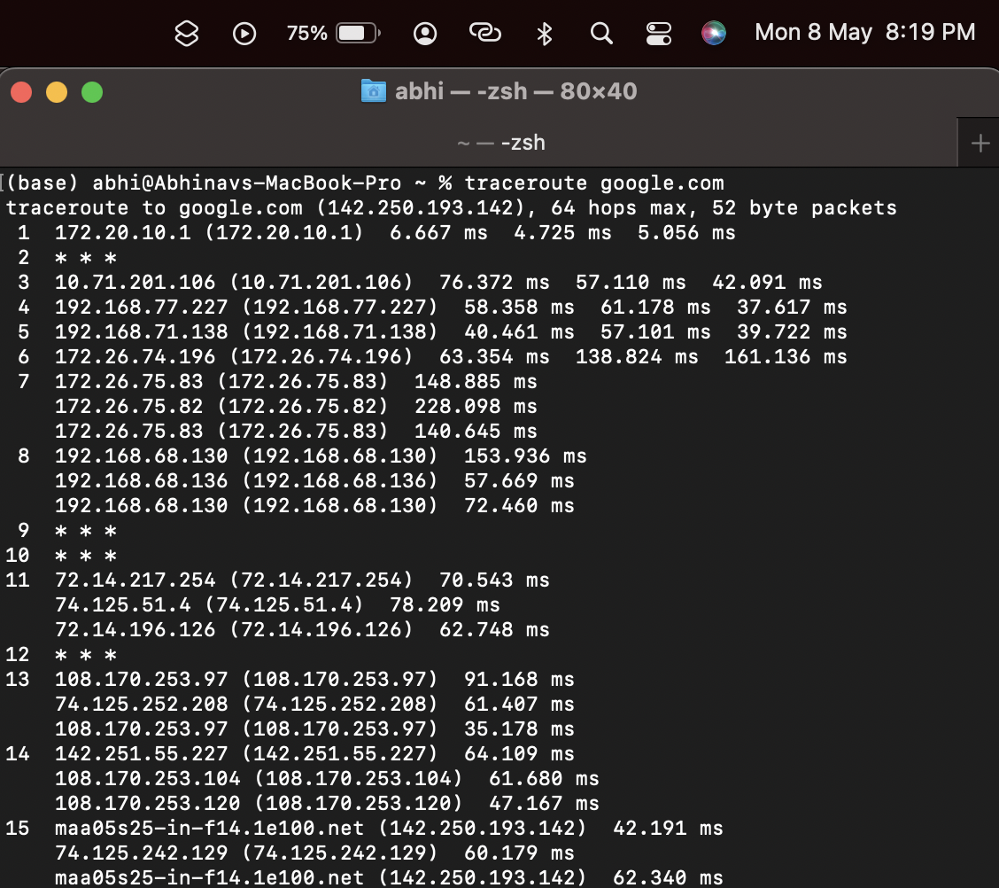 75% Mon 8 May 8:19 PM
abhi — -zsh — 80×40
~ — -zsh
(base) abhi@Abhinavs-MacBook-Pro ~ % traceroute google.com
traceroute to google.com (142.250.193.142), 64 hops max, 52 byte packets
 1  172.20.10.1 (172.20.10.1)  6.667 ms  4.725 ms  5.056 ms
 2  * * *
 3  10.71.201.106 (10.71.201.106)  76.372 ms  57.110 ms  42.091 ms
 4  192.168.77.227 (192.168.77.227)  58.358 ms  61.178 ms  37.617 ms
 5  192.168.71.138 (192.168.71.138)  40.461 ms  57.101 ms  39.722 ms
 6  172.26.74.196 (172.26.74.196)  63.354 ms  138.824 ms  161.136 ms
 7  172.26.75.83 (172.26.75.83)  148.885 ms
    172.26.75.82 (172.26.75.82)  228.098 ms
    172.26.75.83 (172.26.75.83)  140.645 ms
 8  192.168.68.130 (192.168.68.130)  153.936 ms
    192.168.68.136 (192.168.68.136)  57.669 ms
    192.168.68.130 (192.168.68.130)  72.460 ms
 9  * * *
10  * * *
11  72.14.217.254 (72.14.217.254)  70.543 ms
    74.125.51.4 (74.125.51.4)  78.209 ms
    72.14.196.126 (72.14.196.126)  62.748 ms
12  * * *
13  108.170.253.97 (108.170.253.97)  91.168 ms
    74.125.252.208 (74.125.252.208)  61.407 ms
    108.170.253.97 (108.170.253.97)  35.178 ms
14  142.251.55.227 (142.251.55.227)  64.109 ms
    108.170.253.104 (108.170.253.104)  61.680 ms
    108.170.253.120 (108.170.253.120)  47.167 ms
15  maa05s25-in-f14.1e100.net (142.250.193.142)  42.191 ms
    74.125.242.129 (74.125.242.129)  60.179 ms
    maa05s25-in-f14.1e100.net (142.250.193.142)  62.340 ms